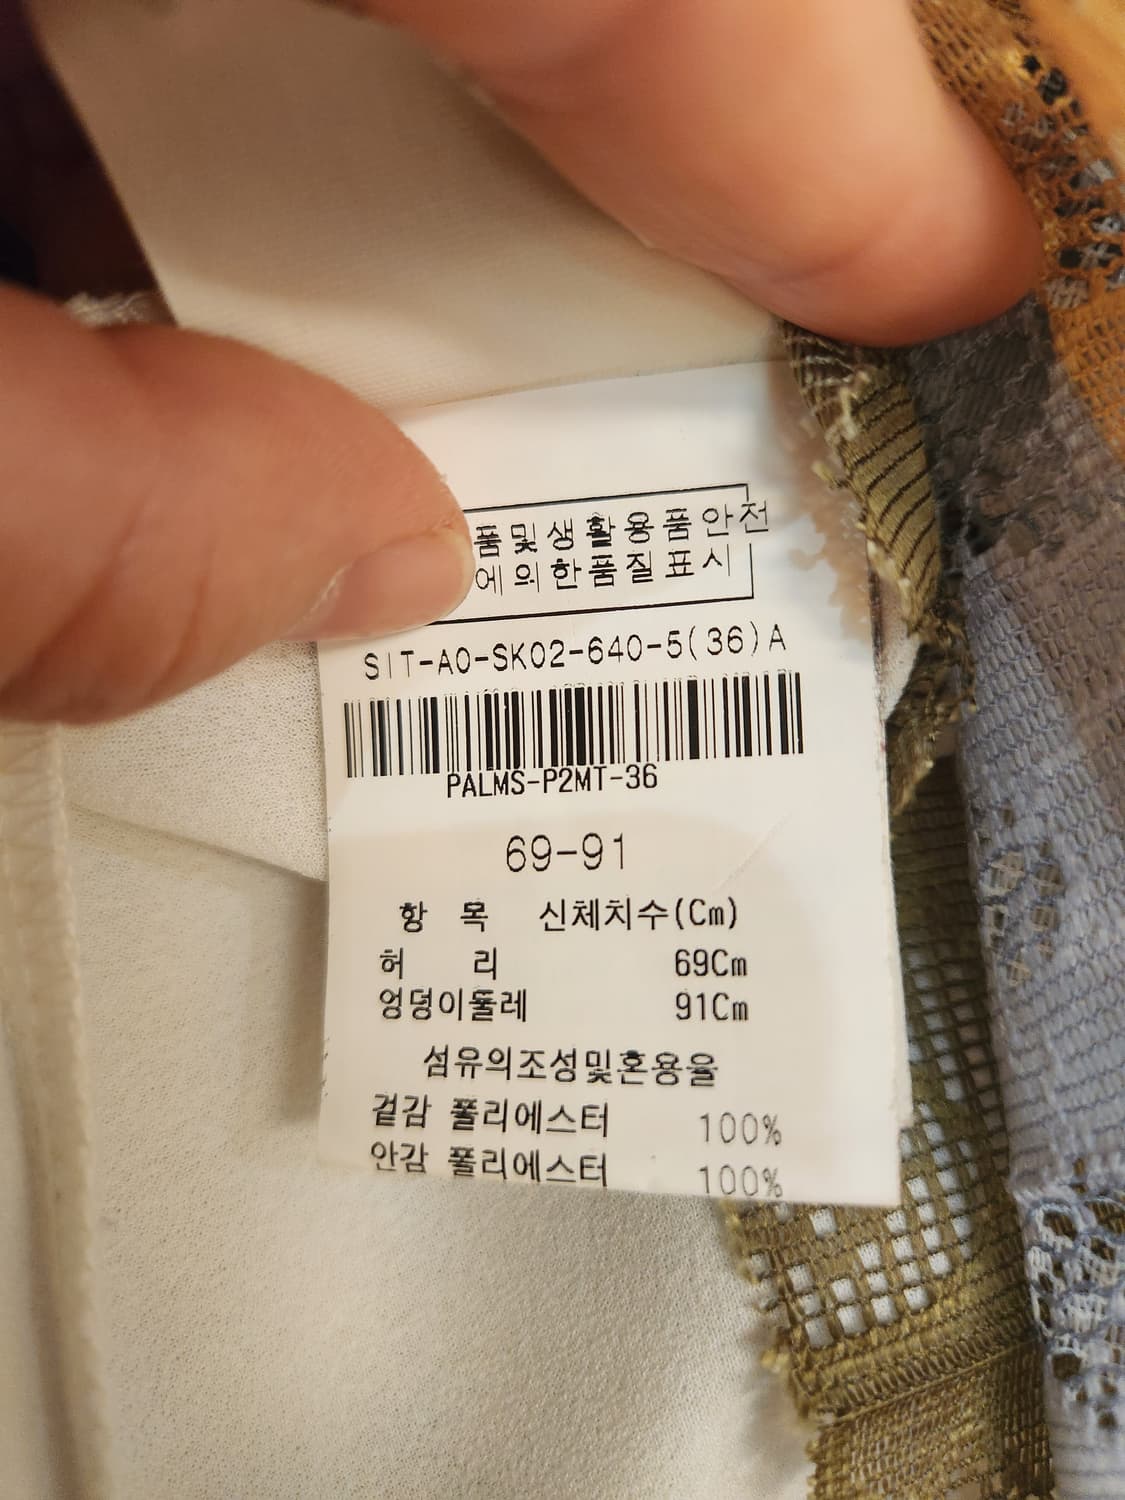 품및생활용품안전
에의한품질표시
SIT-A0-SK02-640-5(36)A
PALMS-P2MT-36
69-91
항 목 신체치수(Cm)
허 리 69Cm
엉덩이둘레 91Cm
섬유의조성및혼용율
겉감 폴리에스터 100%
안감 폴리에스터 100%